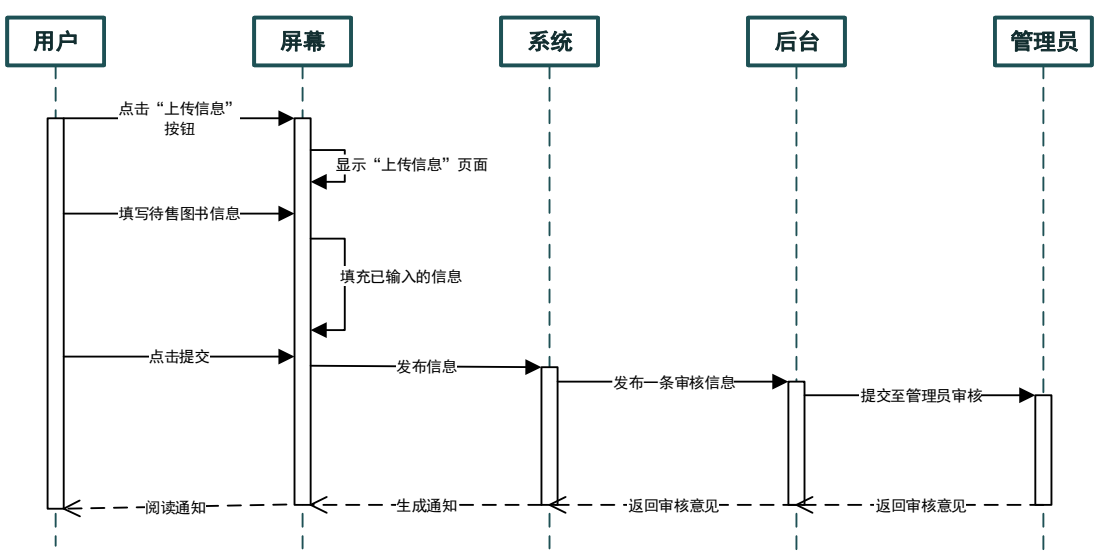 用户
屏幕
系统
后台
管理员
点击“上传信息”
按钮
显示“上传信息”页面
填写待售图书信息
填充已输入的信息
点击提交
发布信息
发布一条审核信息
提交至管理员审核
阅读通知
生成通知
返回审核意见
返回审核意见